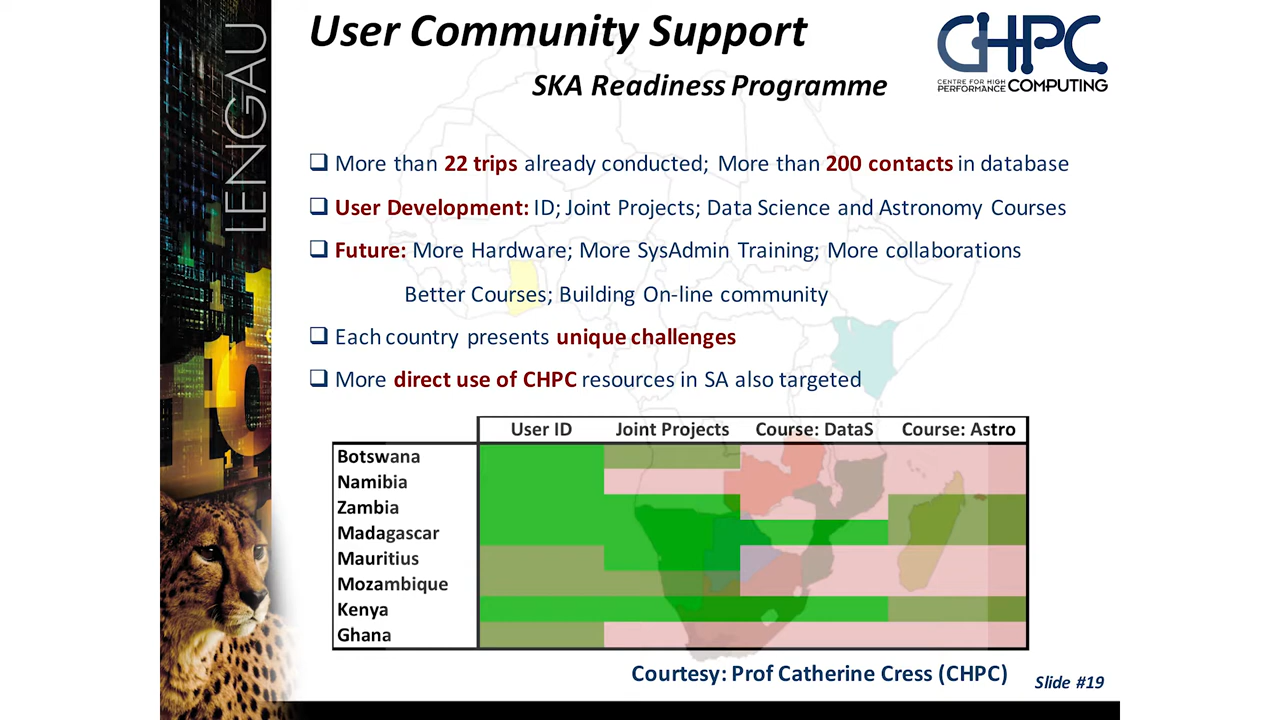 User Community Support
SKA Readiness Programme
CHPC
CENTRE FOR HIGH
PERFORMANCE COMPUTING
LENGAU
More than 22 trips already conducted; More than 200 contacts in database
User Development: ID; Joint Projects; Data Science and Astronomy Courses
Future: More Hardware; More SysAdmin Training; More collaborations
Better Courses; Building On-line community
Each country presents unique challenges
More direct use of CHPC resources in SA also targeted
User ID Joint Projects Course: DataS Course: Astro
Botswana
Namibia
Zambia
Madagascar
Mauritius
Mozambique
Kenya
Ghana
Courtesy: Prof Catherine Cress (CHPC)
Slide #19